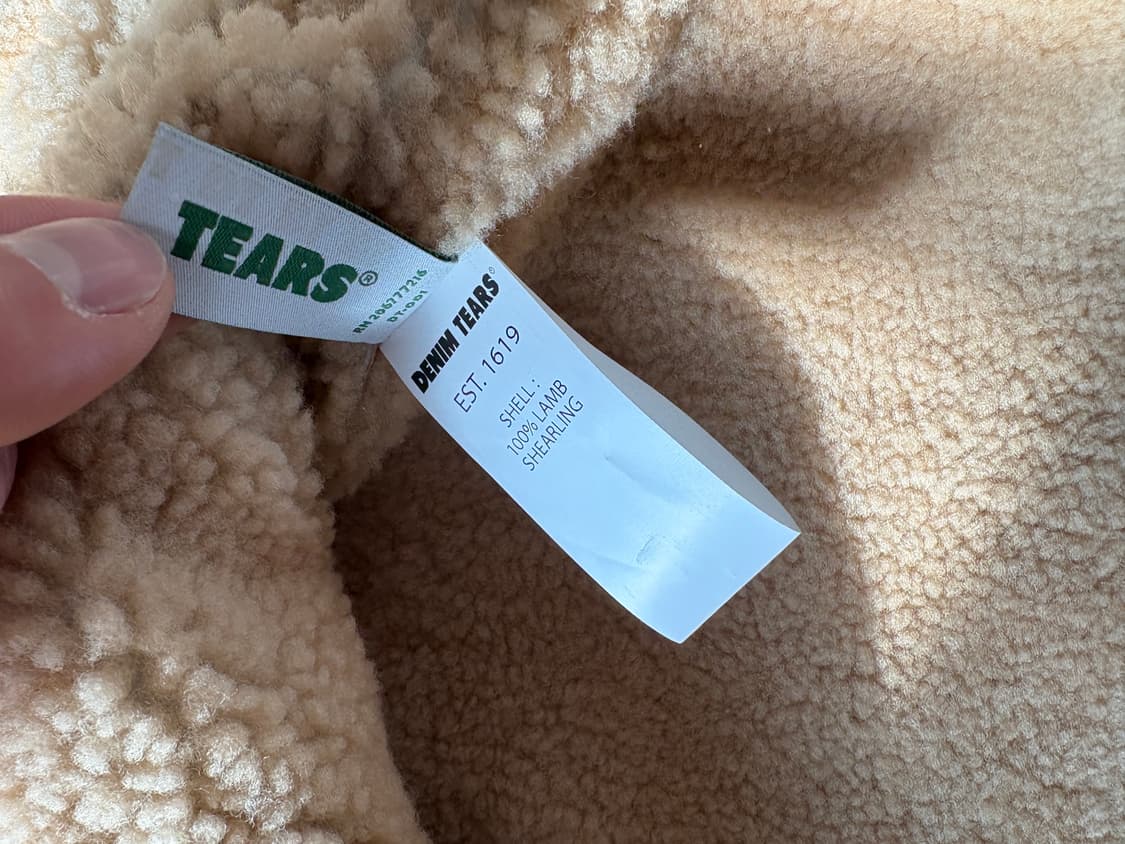 TEARS®
RN 206777216
DT-001
DENIM TEARS®
EST. 1619
SHELL :
100% LAMB
SHEARLING